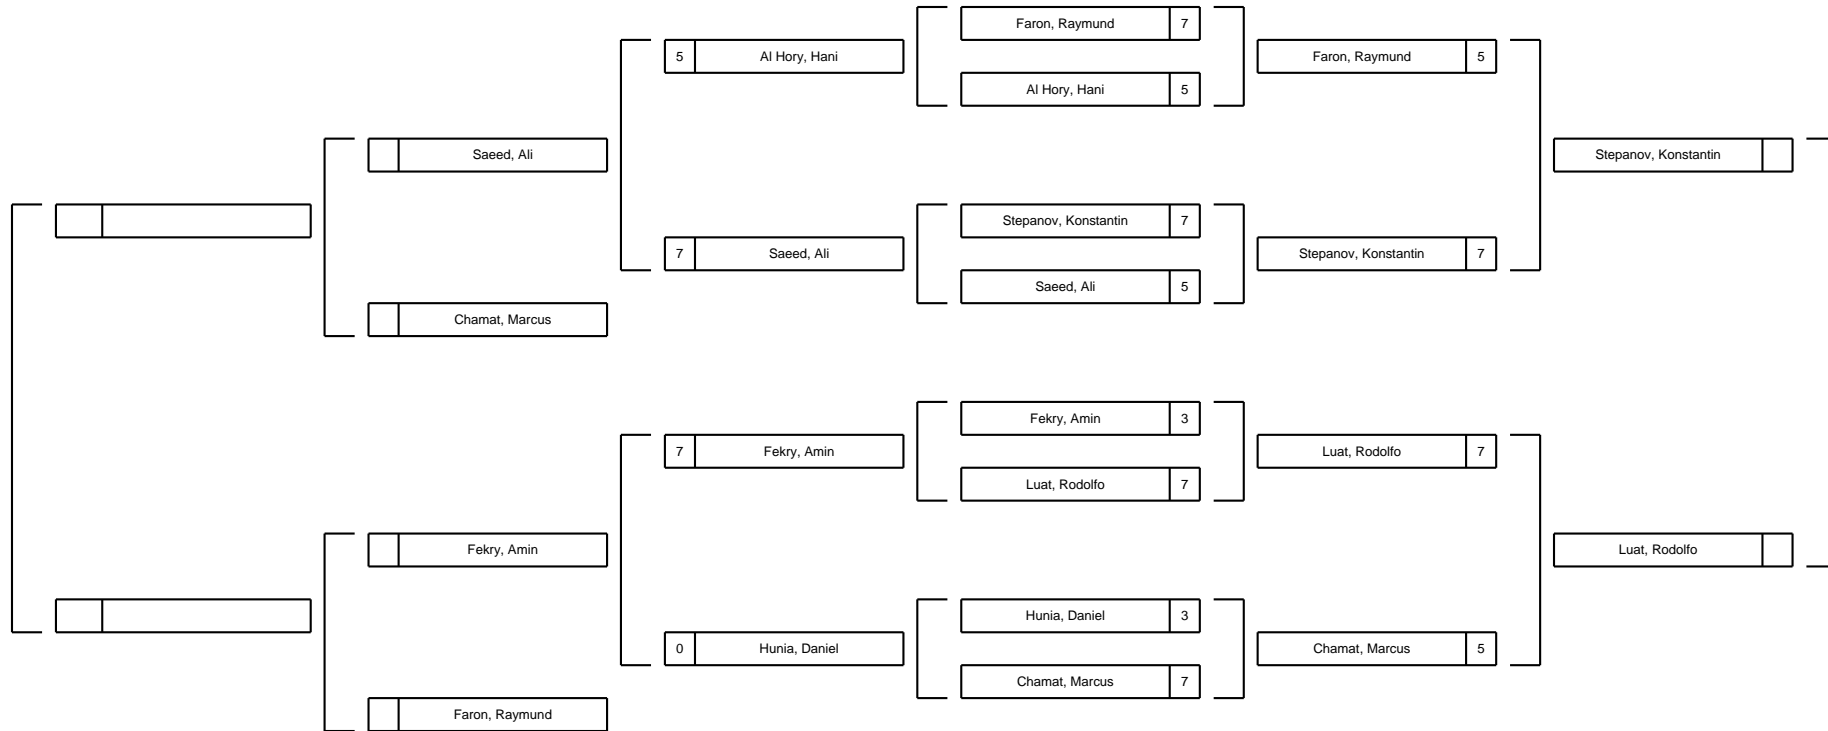 Faron, Raymund 7
5 Al Hory, Hani
Faron, Raymund 5
Al Hory, Hani 5
Saeed, Ali
Stepanov, Konstantin
Stepanov, Konstantin 7
7 Saeed, Ali
Stepanov, Konstantin 7
Saeed, Ali 5
Chamat, Marcus
Fekry, Amin 3
7 Fekry, Amin
Luat, Rodolfo 7
Luat, Rodolfo 7
Fekry, Amin
Luat, Rodolfo
Hunia, Daniel 3
0 Hunia, Daniel
Chamat, Marcus 5
Chamat, Marcus 7
Faron, Raymund